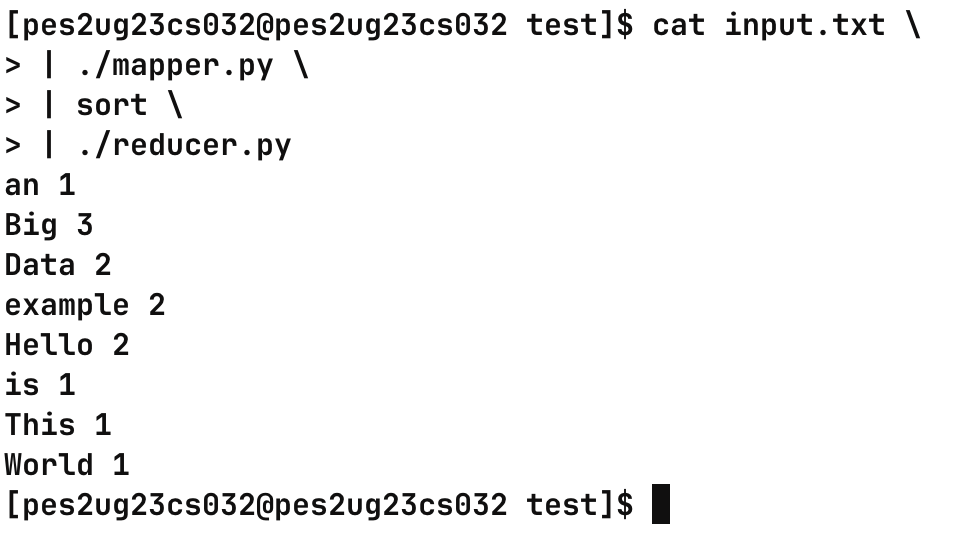 [pes2ug23cs032@pes2ug23cs032 test]$ cat input.txt \
> | ./mapper.py \
> | sort \
> | ./reducer.py
an 1
Big 3
Data 2
example 2
Hello 2
is 1
This 1
World 1
[pes2ug23cs032@pes2ug23cs032 test]$